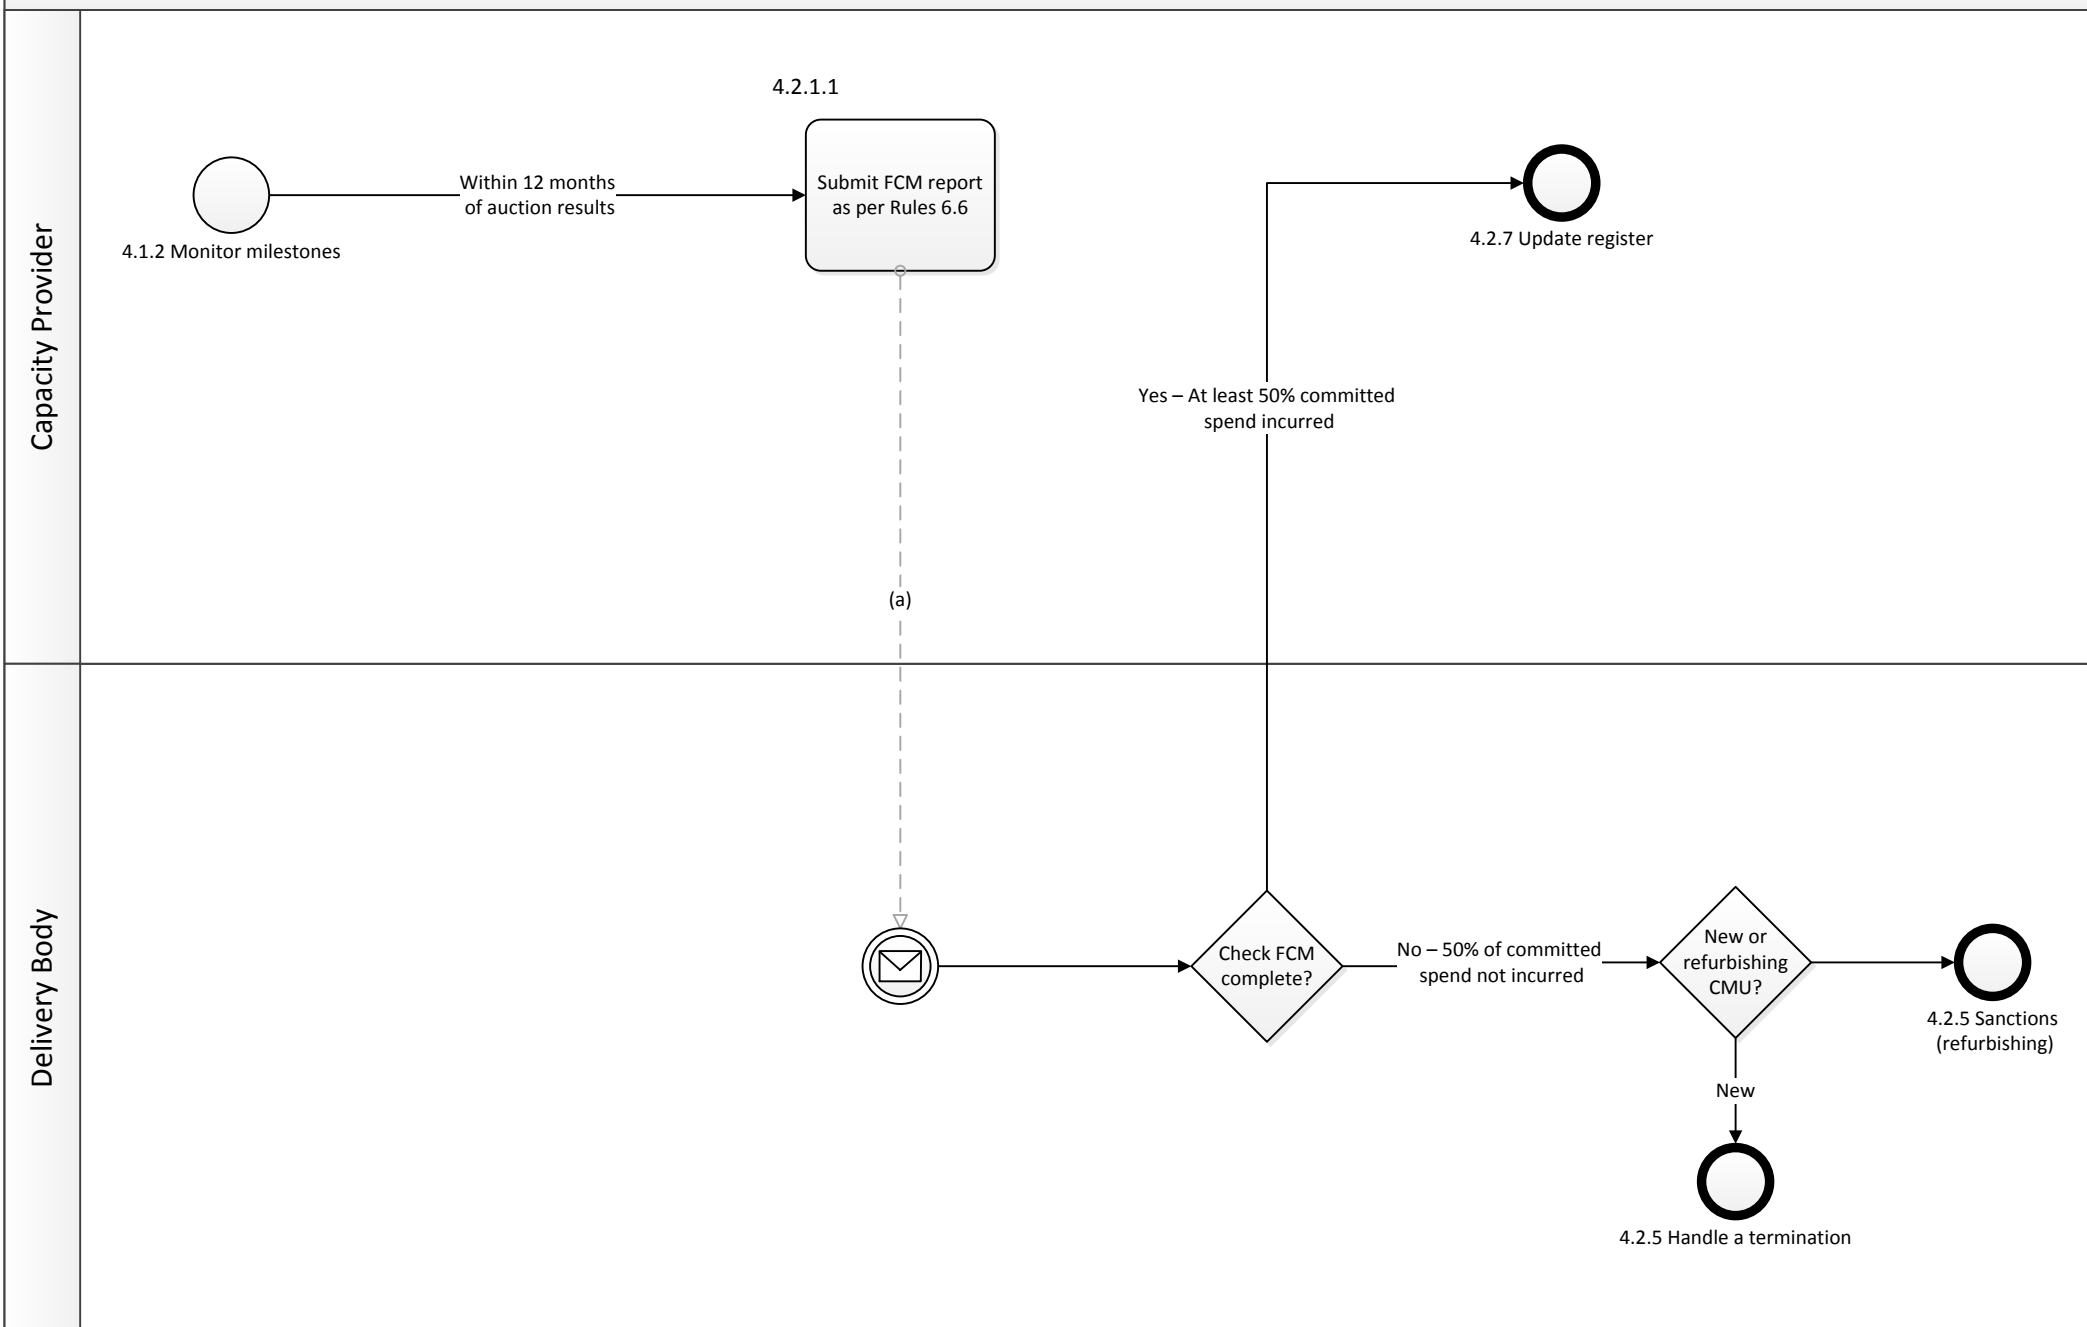 Capacity Provider
4.2.1.1
Within 12 months
of auction results
Submit FCM report
as per Rules 6.6
4.1.2 Monitor milestones
4.2.7 Update register
Yes – At least 50% committed
spend incurred
(a)
Delivery Body
Check FCM
complete?
No – 50% of committed
spend not incurred
New or
refurbishing
CMU?
4.2.5 Sanctions
(refurbishing)
New
4.2.5 Handle a termination